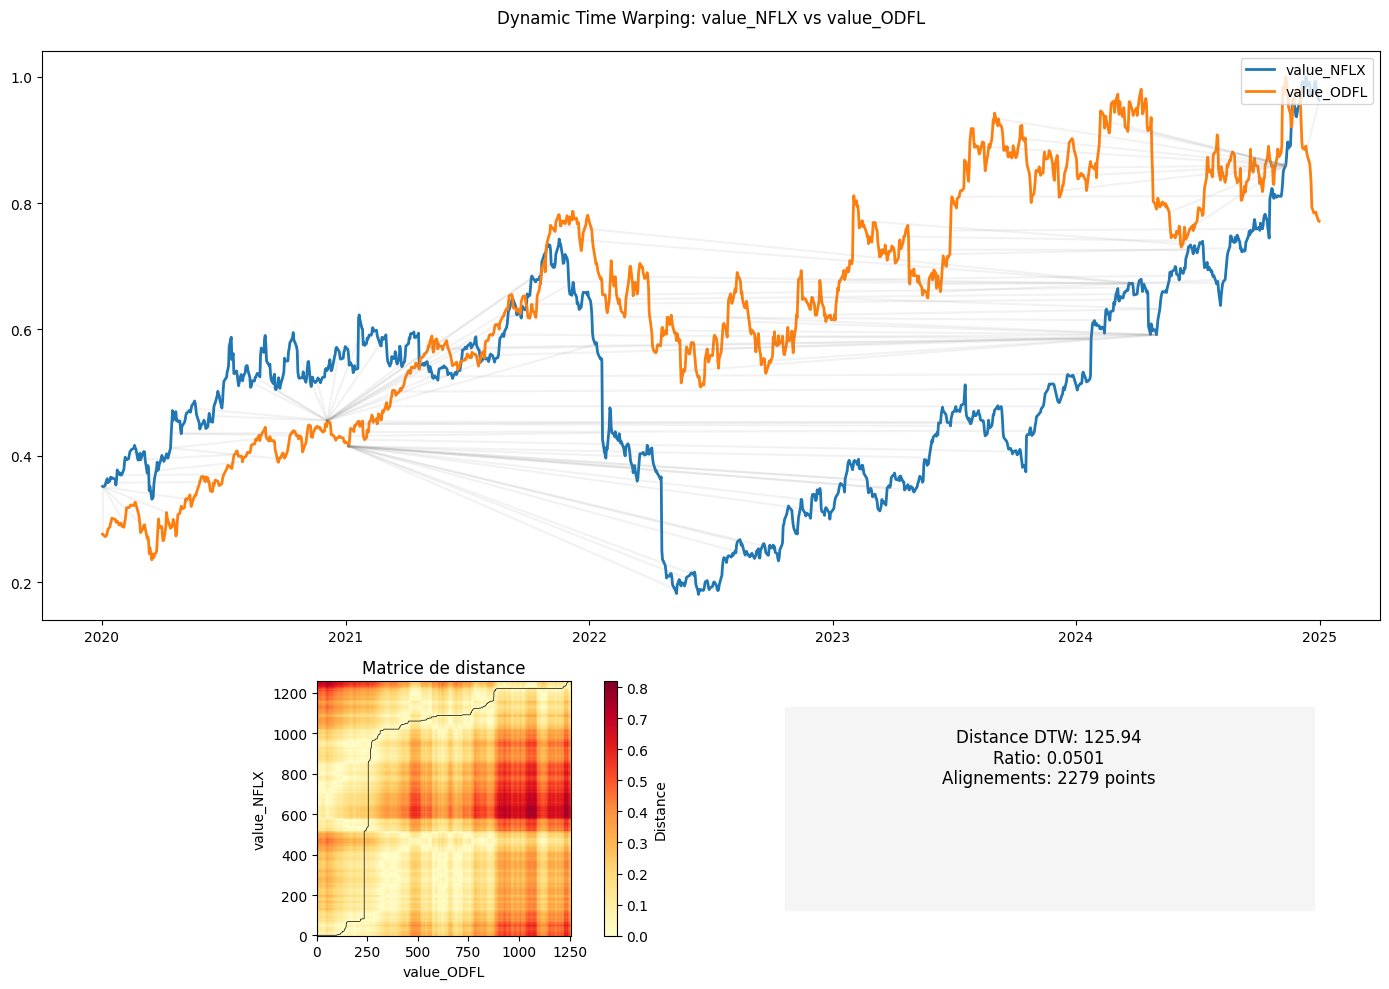 Dynamic Time Warping: value_NFLX vs value_ODFL
1.0
0.8
0.6
0.4
0.2
value_NFLX
value_ODFL
2020 2021 2022 2023 2024 2025
Matrice de distance
1200
1000
800
600
400
200
0
value_NFLX
0 250 500 750 1000 1250
value_ODFL
0.8
0.7
0.6
0.5
0.4
0.3
0.2
0.1
0.0
Distance
Distance DTW: 125.94
Ratio: 0.0501
Alignements: 2279 points